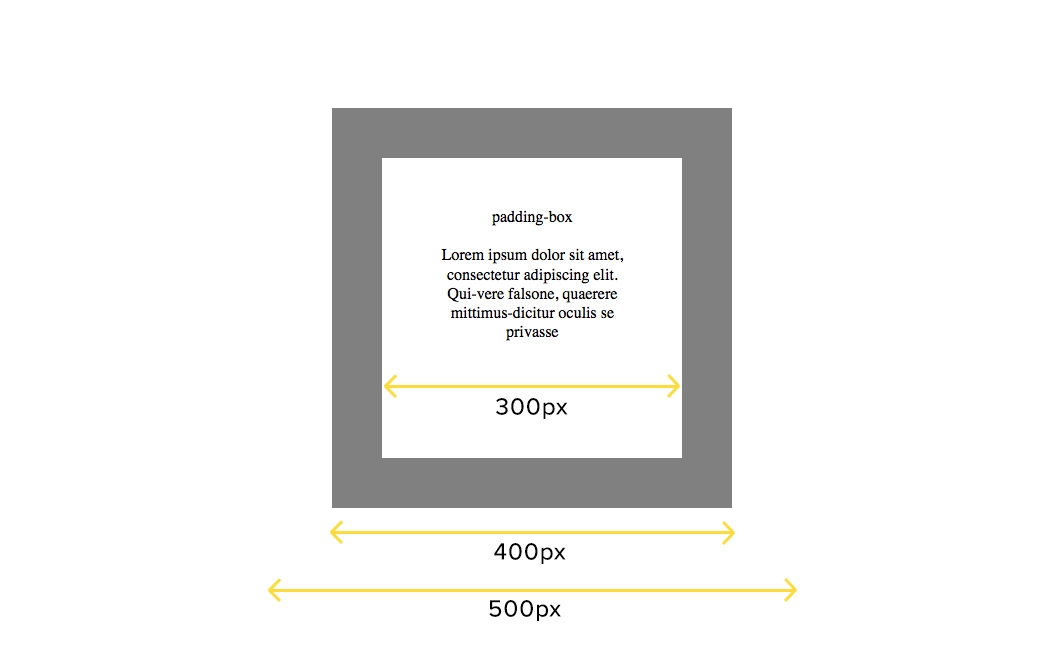 padding-box
Lorem ipsum dolor sit amet,
consectetur adipiscing elit.
Qui-vere falsone, quaerere
mittimus-dicitur oculis se
privasse
300px
400px
500px